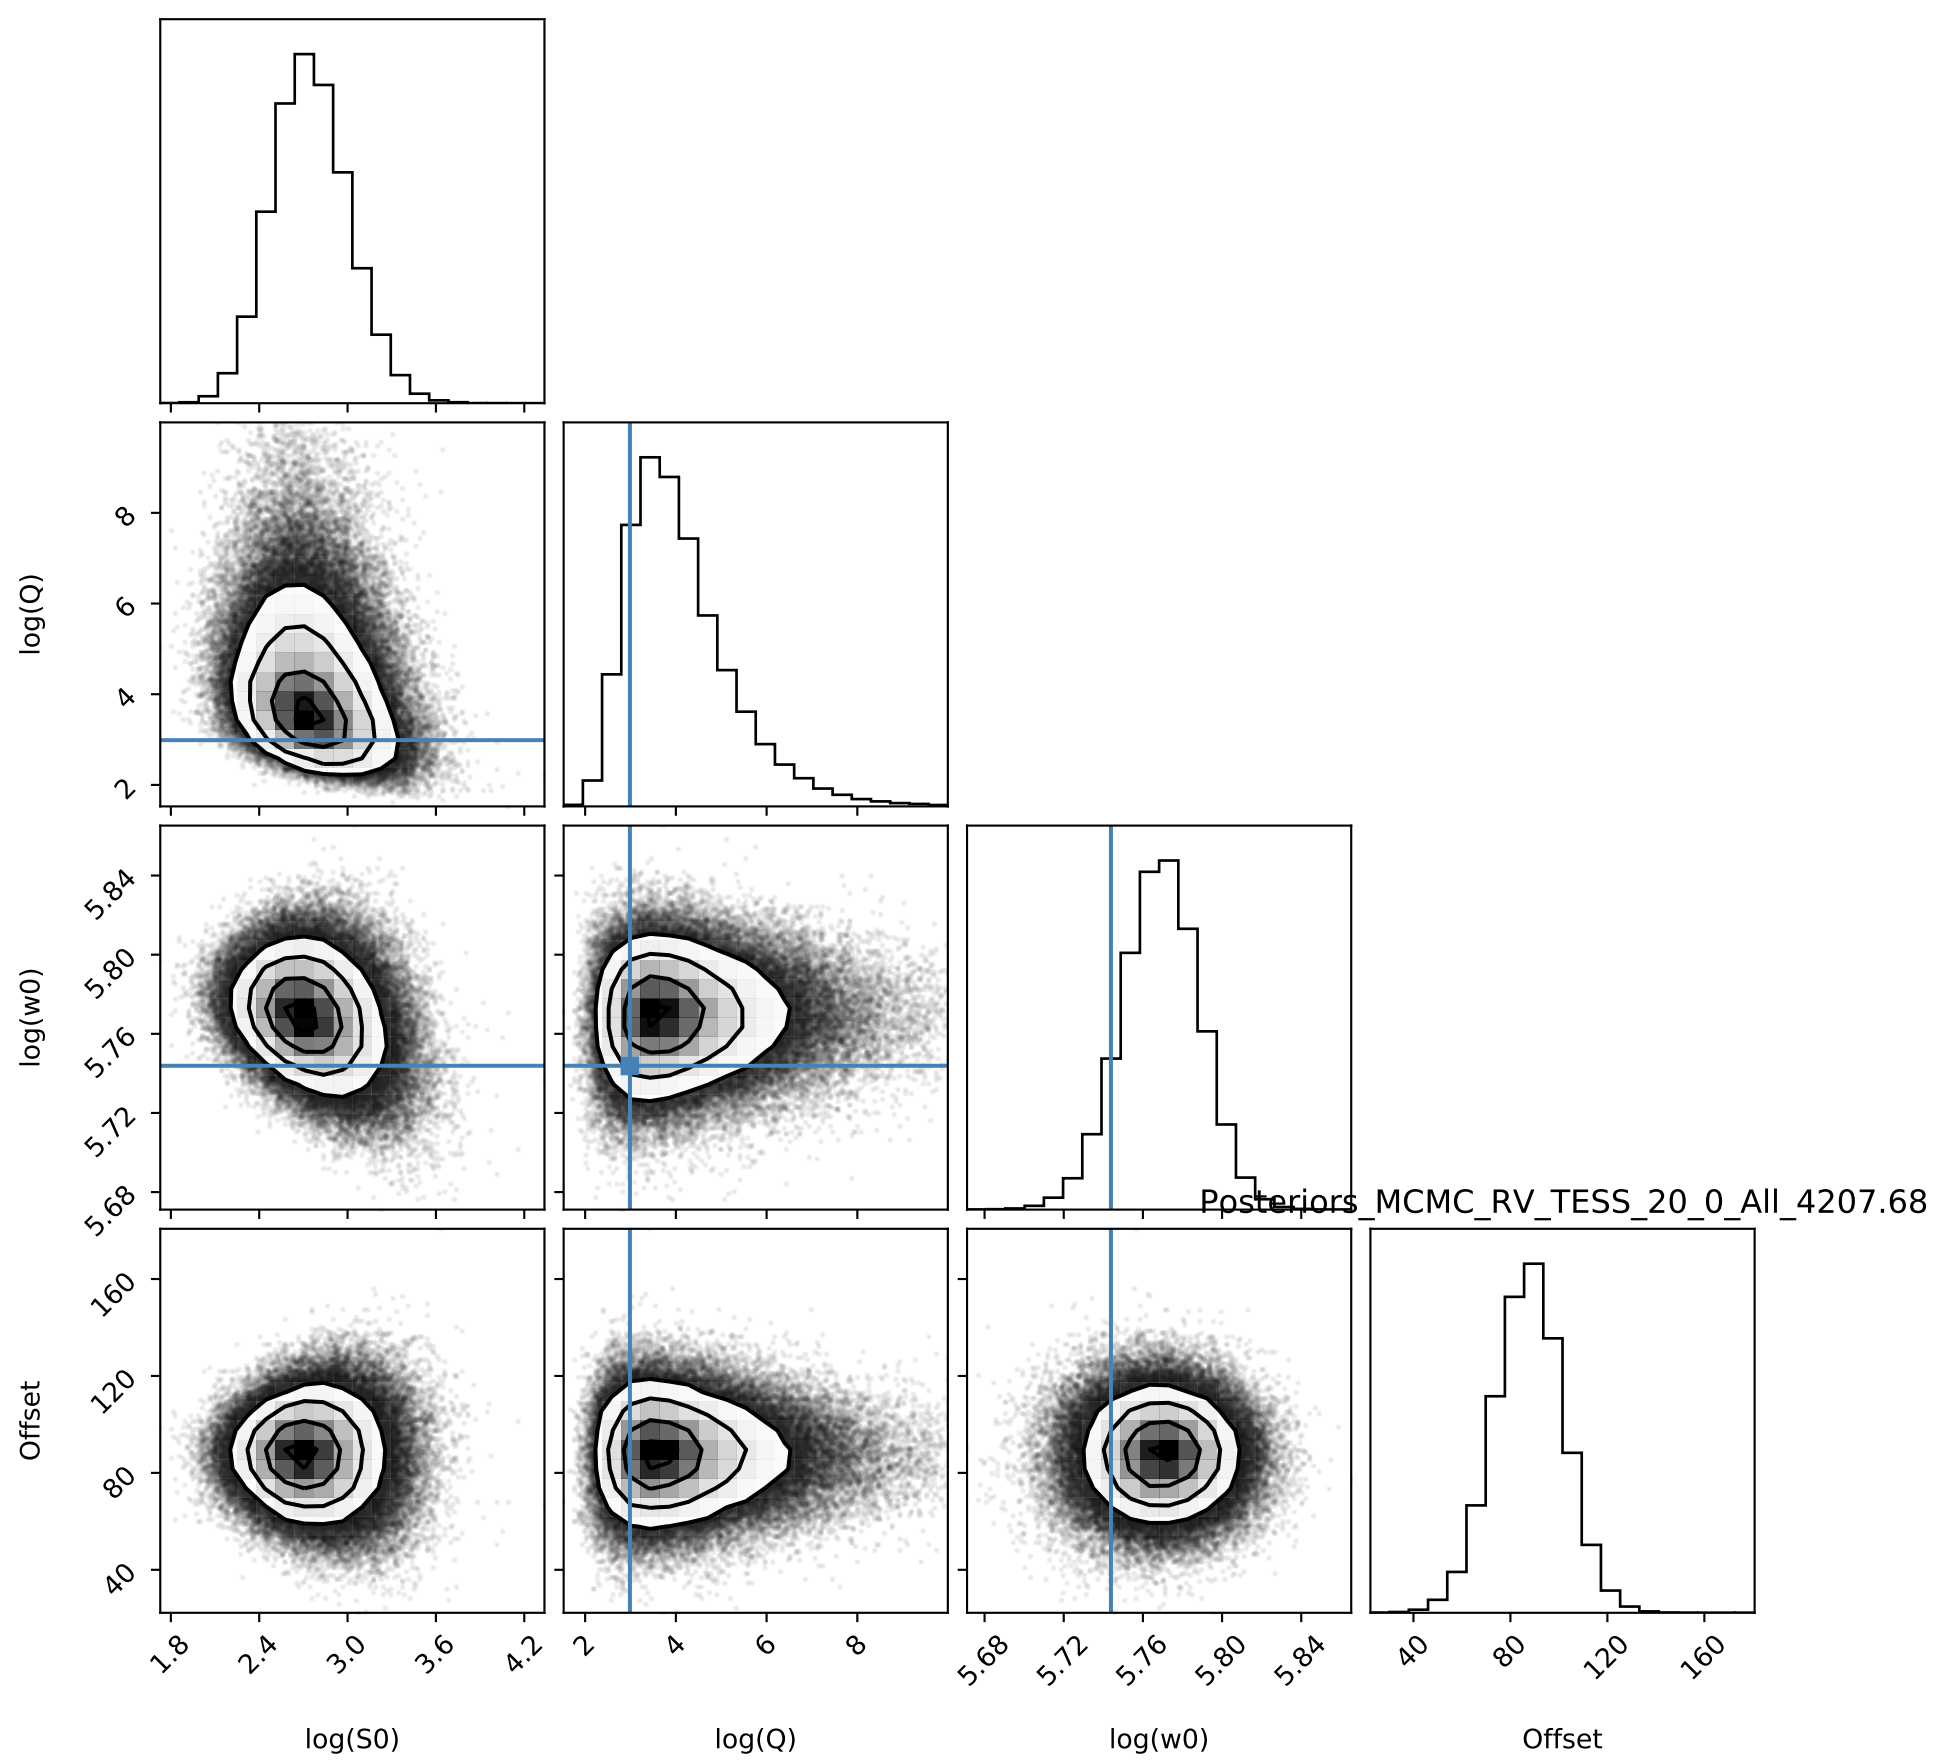 8
6
4
2
log(Q)
5.84
5.80
5.76
5.72
5.68
log(w0)
Posteriors_MCMC_RV_TESS_20_0_All_4207.68
160
120
80
40
Offset
1.8 2.4 3.0 3.6 4.2 2 4 6 8 5.68 5.72 5.76 5.80 5.84 40 80 120 160
log(S0) log(Q) log(w0) Offset